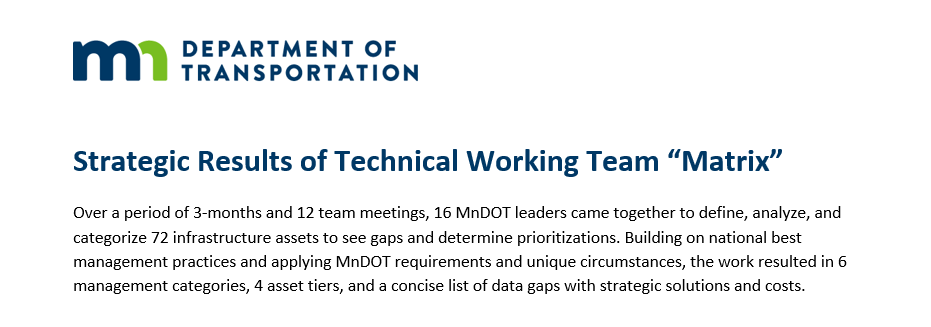 mn DEPARTMENT OF
TRANSPORTATION
Strategic Results of Technical Working Team “Matrix”
Over a period of 3-months and 12 team meetings, 16 MnDOT leaders came together to define, analyze, and
categorize 72 infrastructure assets to see gaps and determine prioritizations. Building on national best
management practices and applying MnDOT requirements and unique circumstances, the work resulted in 6
management categories, 4 asset tiers, and a concise list of data gaps with strategic solutions and costs.